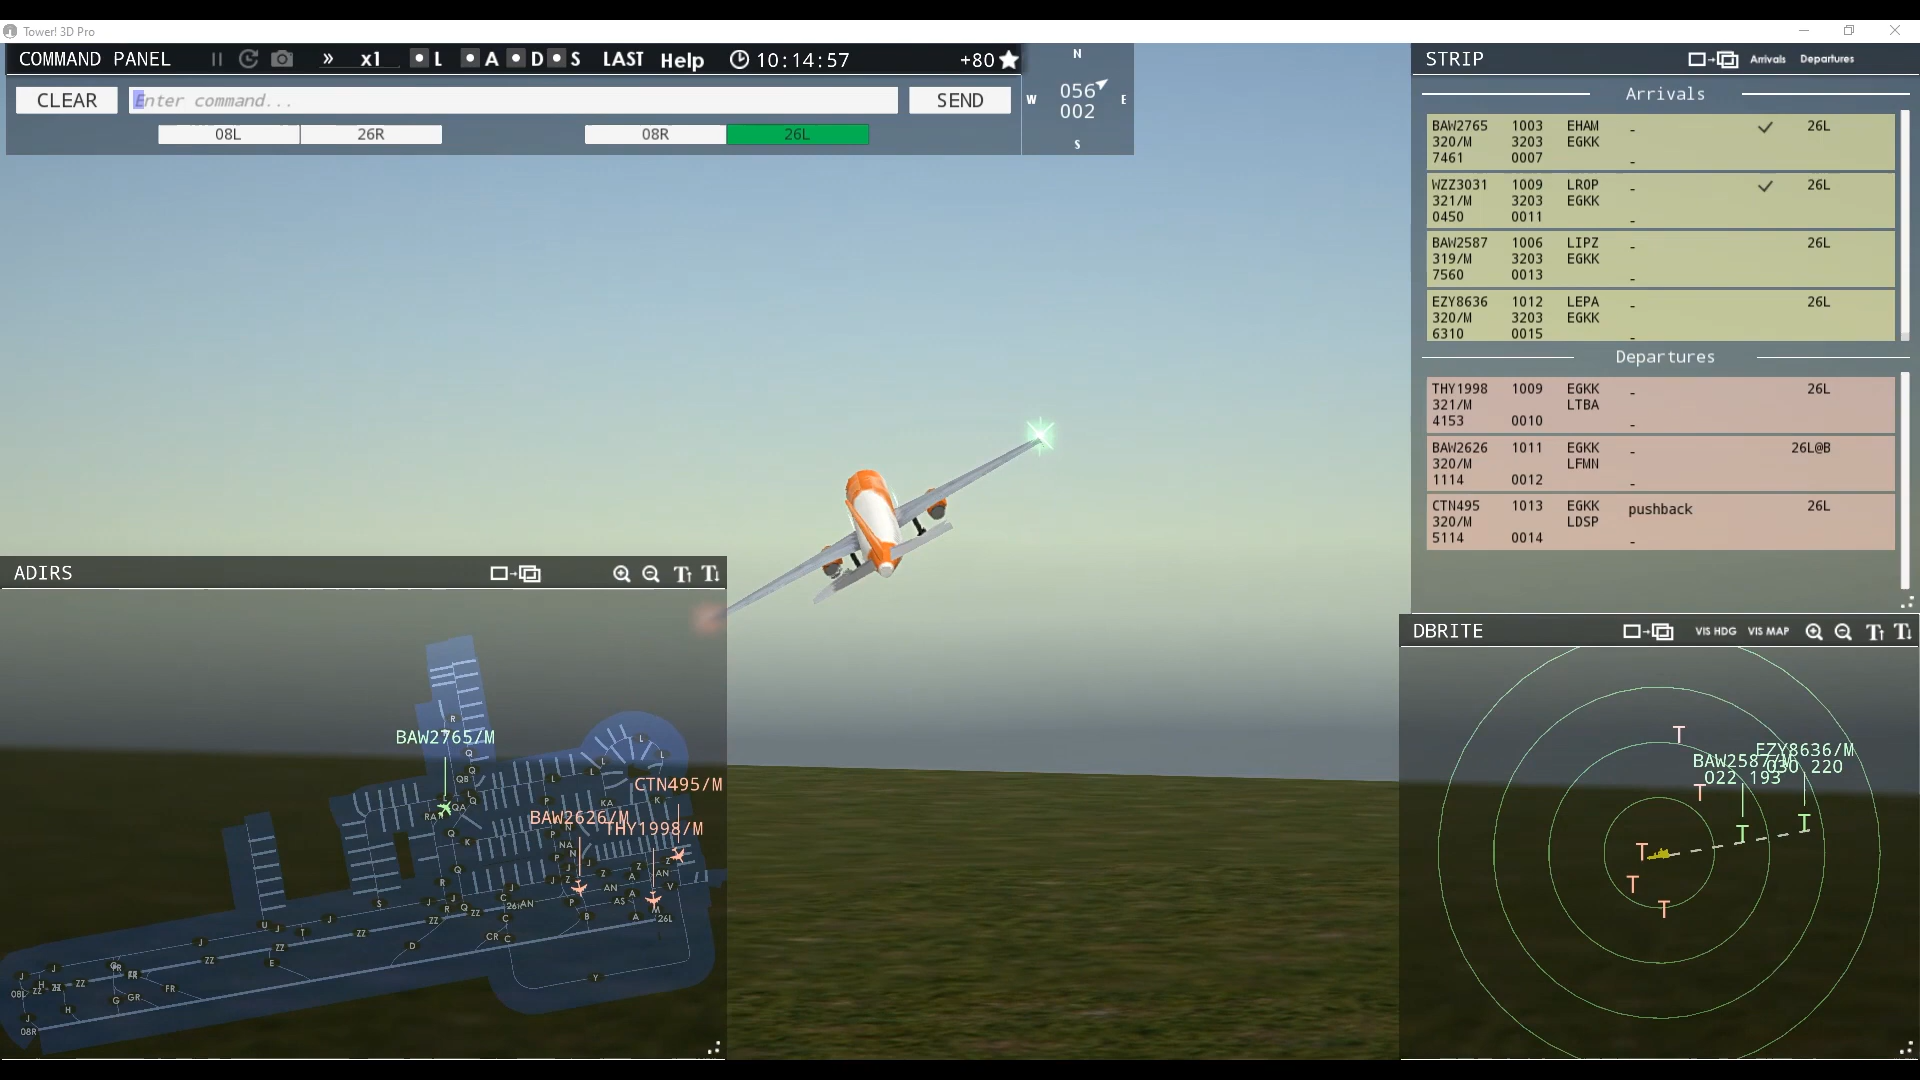 Tower! 3D Pro
COMMAND PANEL
x1
L
A
D
S
LAST
Help
10:14:57
+80
CLEAR
Enter command...
SEND
08L
26R
08R
26L
N
W
056
002
E
S
STRIP
Arrivals
Departures
Arrivals
BAW2765 1003 EHAM - 26L
320/M 3203 EGKK
7461 0007 -
WZZ3031 1009 LROP - 26L
321/M 3203 EGKK
0450 0011 -
BAW2587 1006 LIPZ - 26L
319/M 3203 EGKK
7560 0013 -
EZY8636 1012 LEPA - 26L
320/M 3203 EGKK
6310 0015 -
Departures
THY1998 1009 EGKK - 26L
321/M LTBA
4153 0010 -
BAW2626 1011 EGKK - 26L@B
320/M LFMN
1114 0012 -
CTN495 1013 EGKK pushback 26L
320/M LDSP
5114 0014 -
ADIRS
BAW2765/M
CTN495/M
BAW2626/M
THY1998/M
26L
08R
DBRITE
VIS HDG
VIS MAP
EZY8636/M
030 220
BAW2587/M
022 193